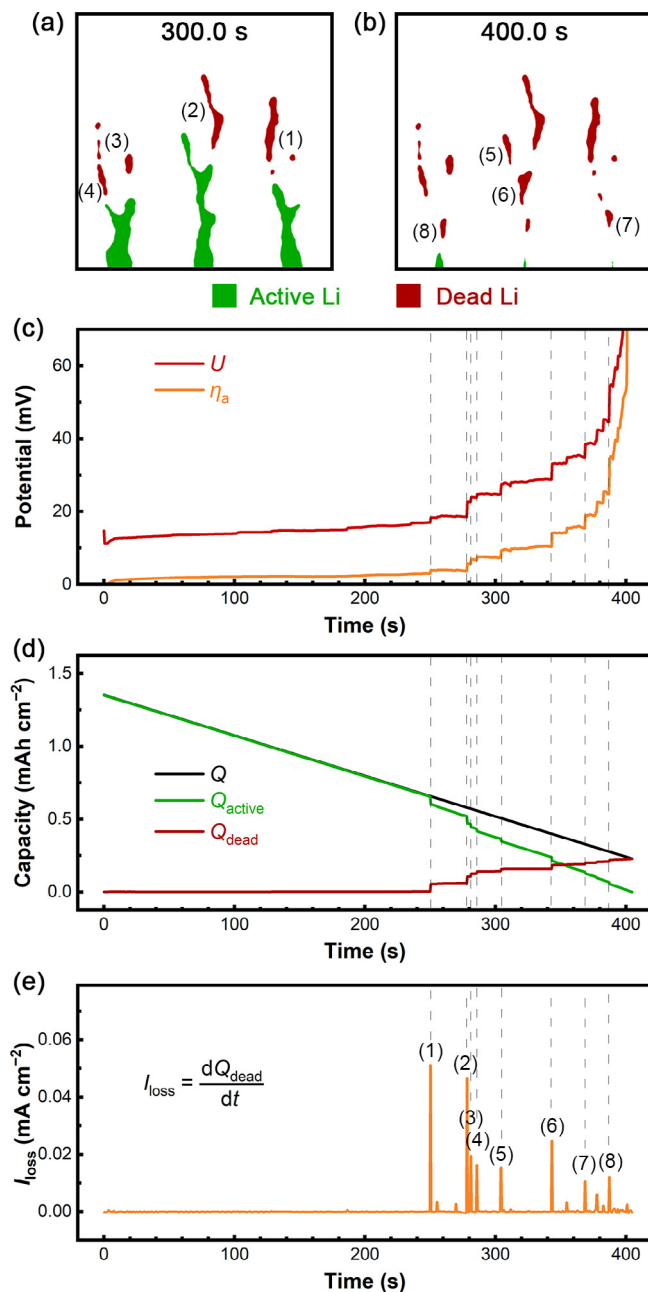 (a) 300.0 s
(b) 400.0 s
(1)
(2)
(3)
(4)
(5)
(6)
(7)
(8)
Active Li
Dead Li
(c)
Potential (mV)
60
40
20
0
U
ηa
0 100 200 300 400
Time (s)
(d)
Capacity (mAh cm⁻²)
1.5
1.0
0.5
0.0
Q
Qactive
Qdead
0 100 200 300 400
Time (s)
(e)
Iloss (mA cm⁻²)
0.06
0.04
0.02
0.00
Iloss = dQdead/dt
(1)
(2)
(3)
(4)
(5)
(6)
(7)
(8)
0 100 200 300 400
Time (s)